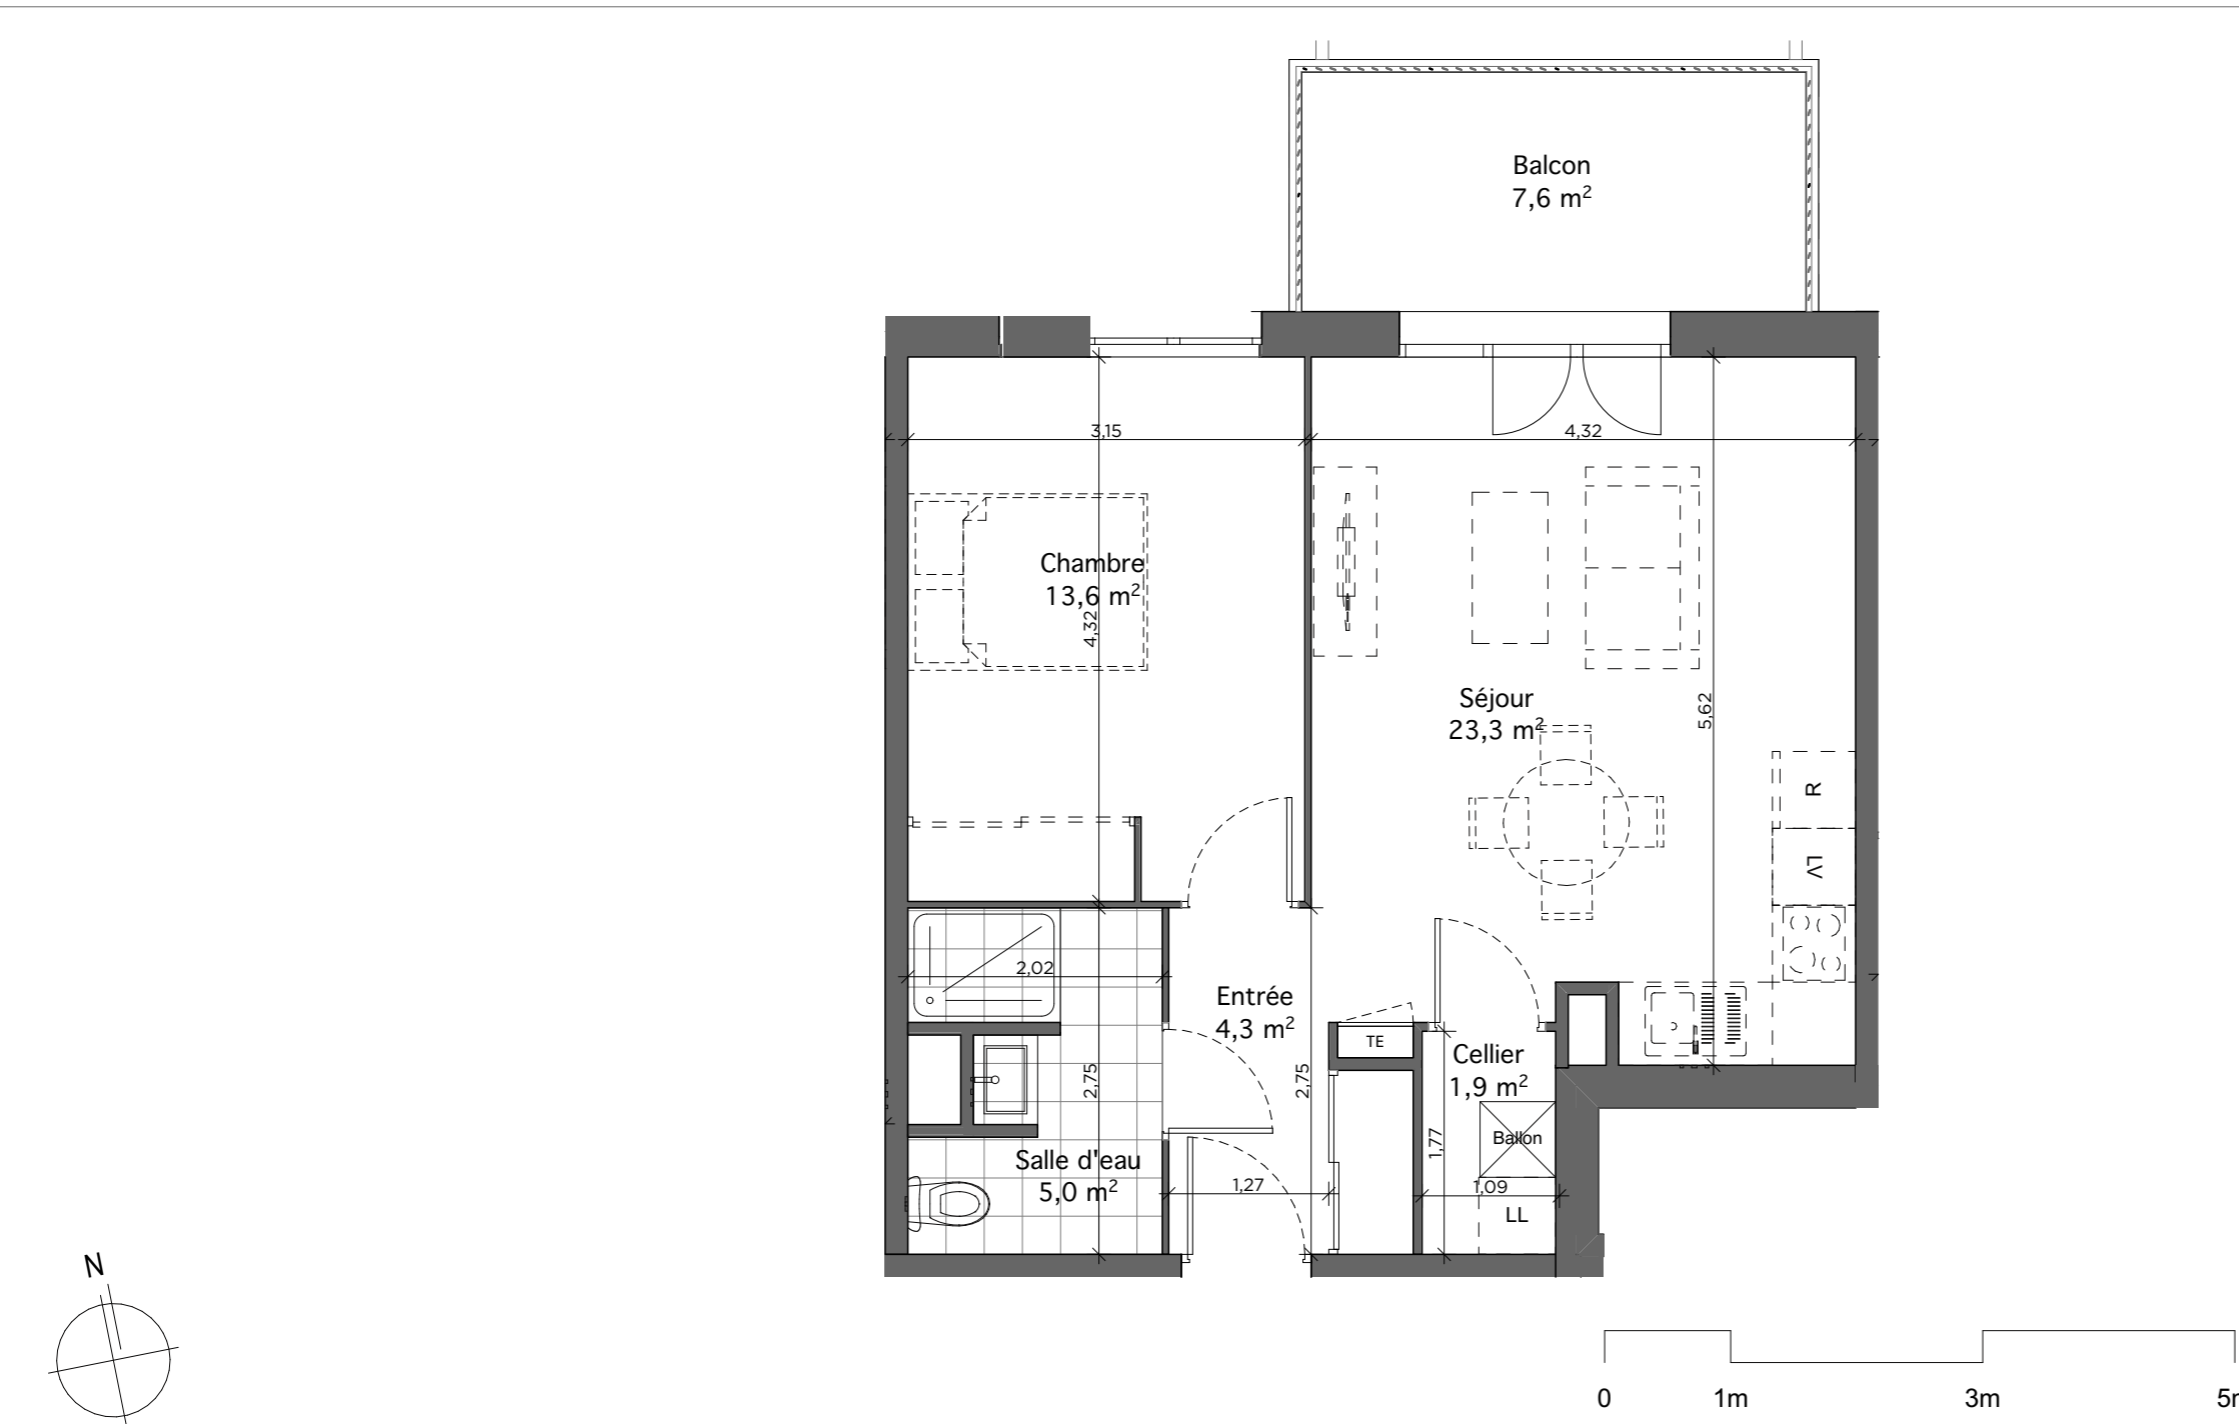 Balcon
7,6 m²
3,15
4,32
Chambre
13,6 m²
4,32
Séjour
23,3 m²
5,62
R
LV
2,02
Entrée
4,3 m²
TE
Cellier
1,9 m²
2,75
2,75
Ballon
1,77
Salle d'eau
5,0 m²
1,27
1,09
LL
N
0 1m 3m 5m